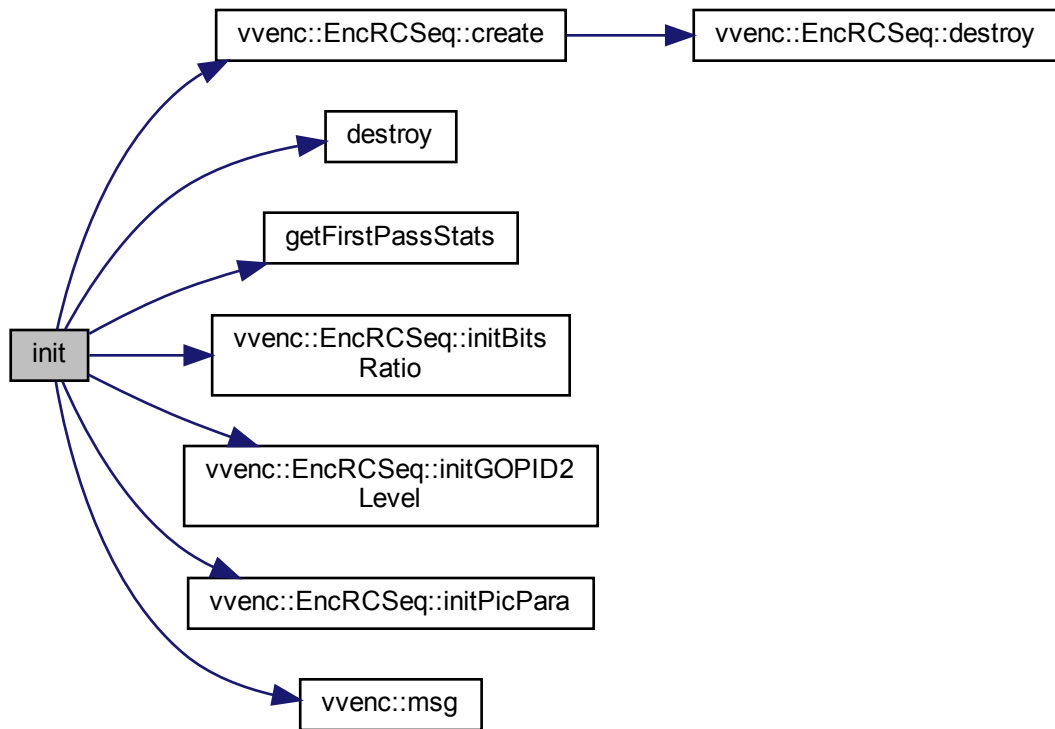 vvenc::EncRCSeq::create
vvenc::EncRCSeq::destroy
destroy
getFirstPassStats
init
vvenc::EncRCSeq::initBits
Ratio
vvenc::EncRCSeq::initGOPID2
Level
vvenc::EncRCSeq::initPicPara
vvenc::msg